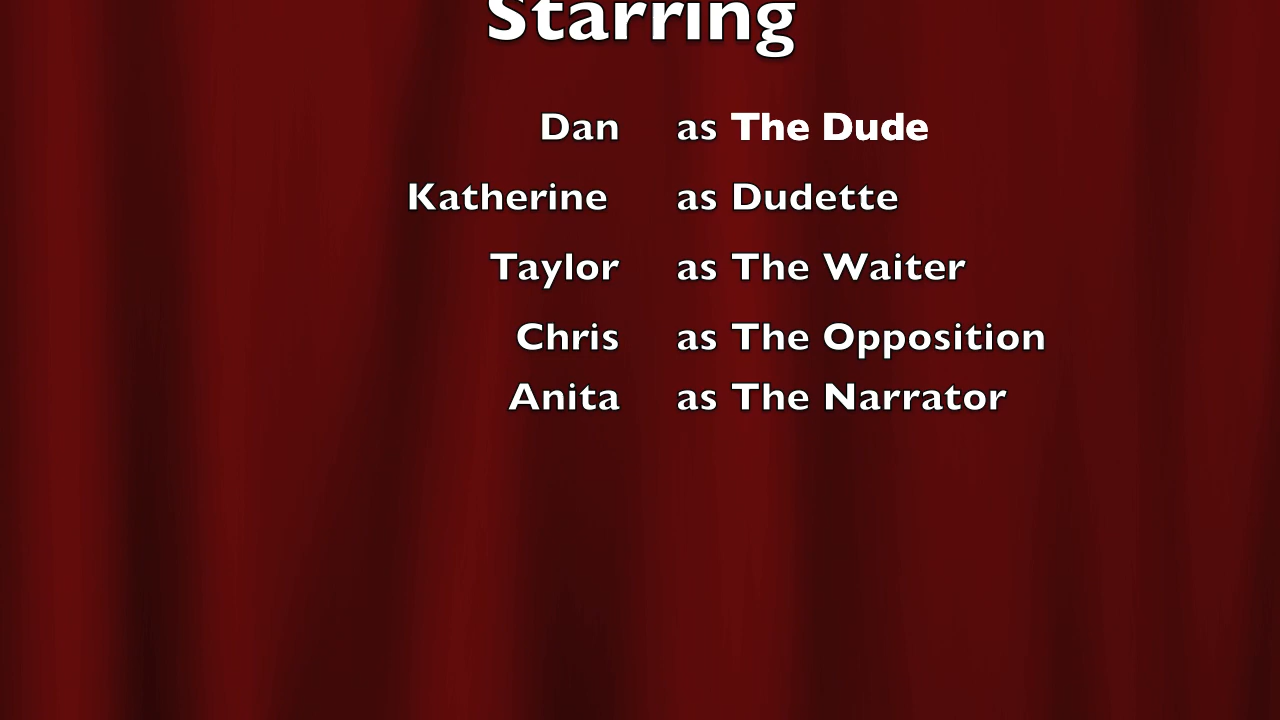 Starring
Dan as The Dude
Katherine as Dudette
Taylor as The Waiter
Chris as The Opposition
Anita as The Narrator